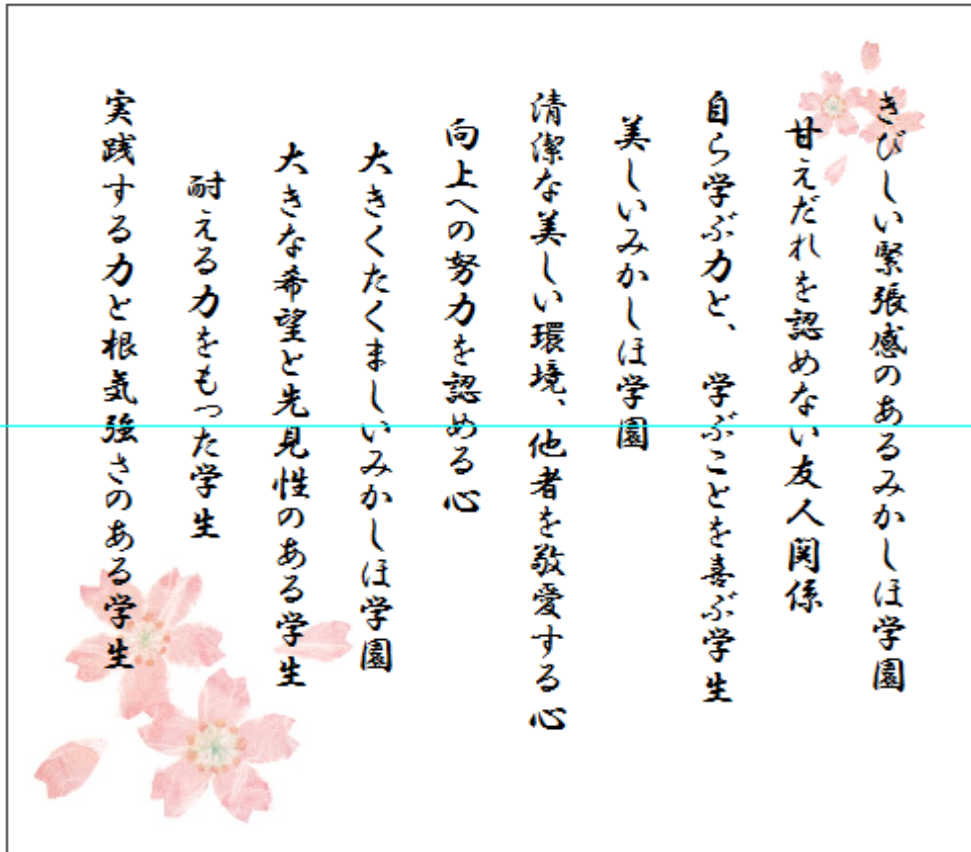 きびしい緊張感のあるみかしほ学園
甘えだれを認めない友人関係
自ら学ぶ力と、学ぶことを喜ぶ学生
美しいみかしほ学園
清潔な美しい環境、他者を敬愛する心
向上への努力を認める心
大きくたくましいみかしほ学園
大きな希望と先見性のある学生
耐える力をもった学生
実践する力と根気強さのある学生